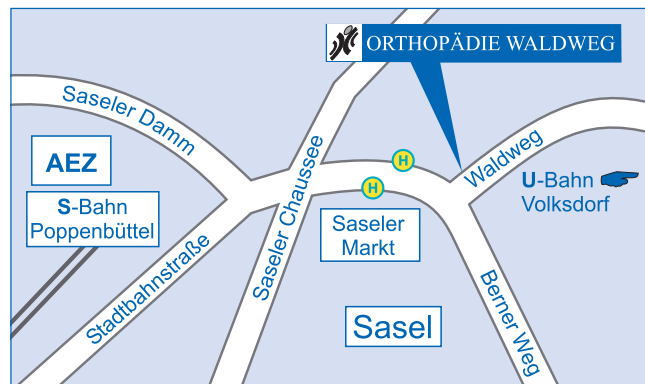 ORTHOPÄDIE WALDWEG
Saseler Damm
AEZ
S-Bahn
Poppenbüttel
Stadtbahnstraße
Saseler Chaussee
H
H
Saseler
Markt
Sasel
Waldweg
U-Bahn
Volksdorf
Berner Weg